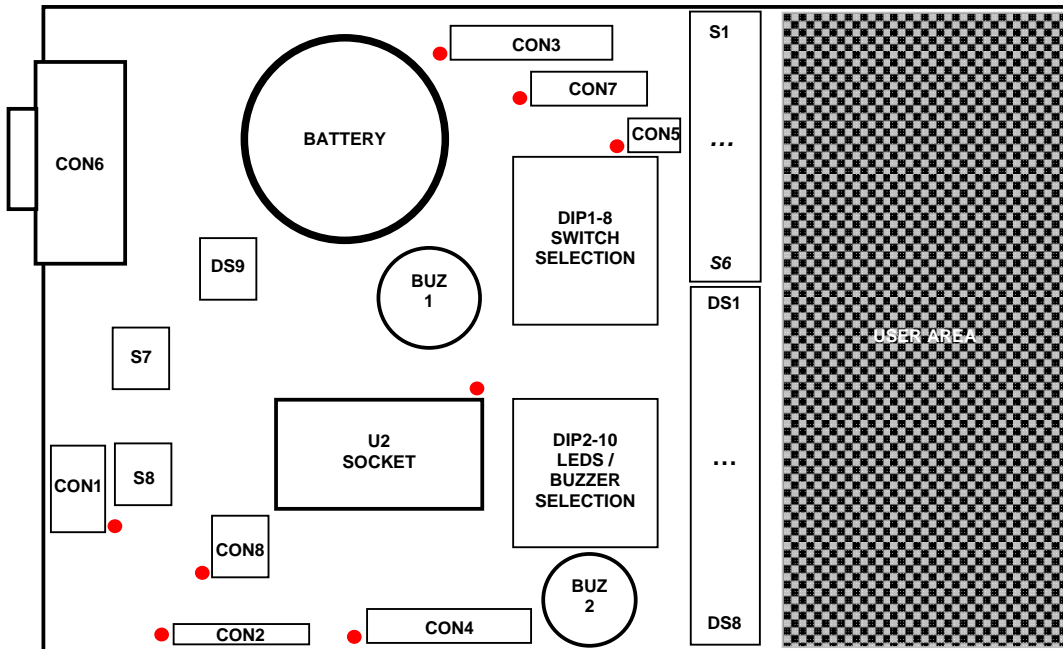 CON3
S1
CON7
CON5
BATTERY
...
CON6
DIP1-8
SWITCH
SELECTION
S6
DS9
BUZ
1
DS1
USER AREA
S7
U2
SOCKET
DIP2-10
LEDS /
BUZZER
SELECTION
...
CON1
S8
CON8
BUZ
2
CON2
CON4
DS8